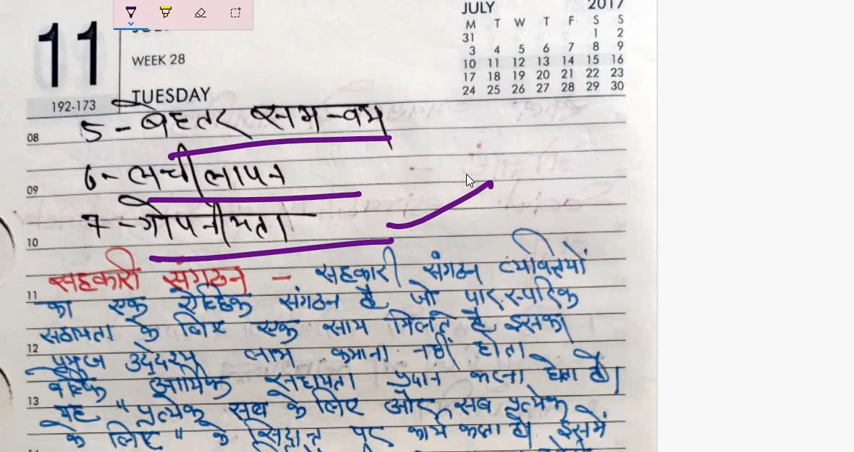 JULY 2017
M T W T F S S
31 1 2
3 4 5 6 7 8 9
10 11 12 13 14 15 16
17 18 19 20 21 22 23
24 25 26 27 28 29 30
11
WEEK 28
192-173
TUESDAY
08
5 - बेहतर समन्वय
6 - लचीलापन
09
7 - गोपनीयता
10
सहकारी संगठन - सहकारी संगठन व्यक्तियों
11
का एक ऐच्छिक संगठन है जो पारस्परिक
सहायता के लिए एक साथ मिलते है इसका
12
प्रमुख उद्देश्य लाभ कमाना नहीं होता
बल्कि आर्थिक सहायता प्रदान करना होता है।
13
यह "प्रत्येक सब के लिए और सब प्रत्येक
के लिए" के सिद्धान्त पर कार्य करता है। इसमें